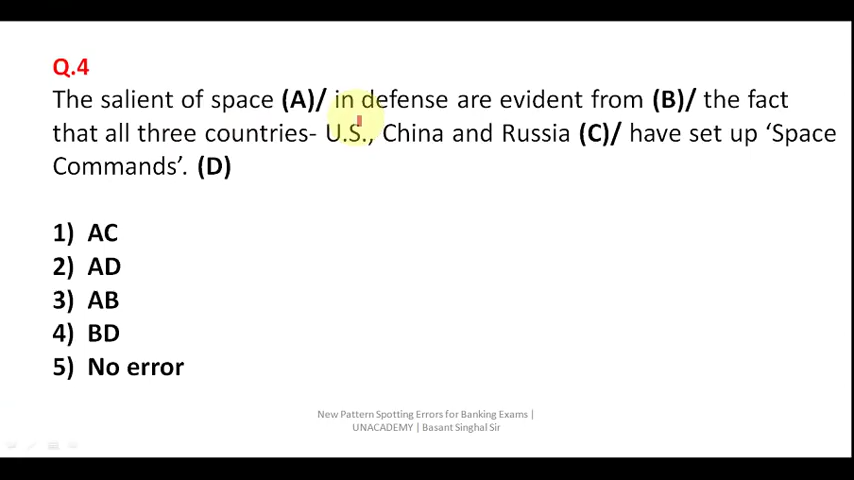 Q.4
The salient of space (A)/ in defense are evident from (B)/ the fact
that all three countries- U.S., China and Russia (C)/ have set up ‘Space
Commands’. (D)
1) AC
2) AD
3) AB
4) BD
5) No error
New Pattern Spotting Errors for Banking Exams |
UNACADEMY | Basant Singhal Sir